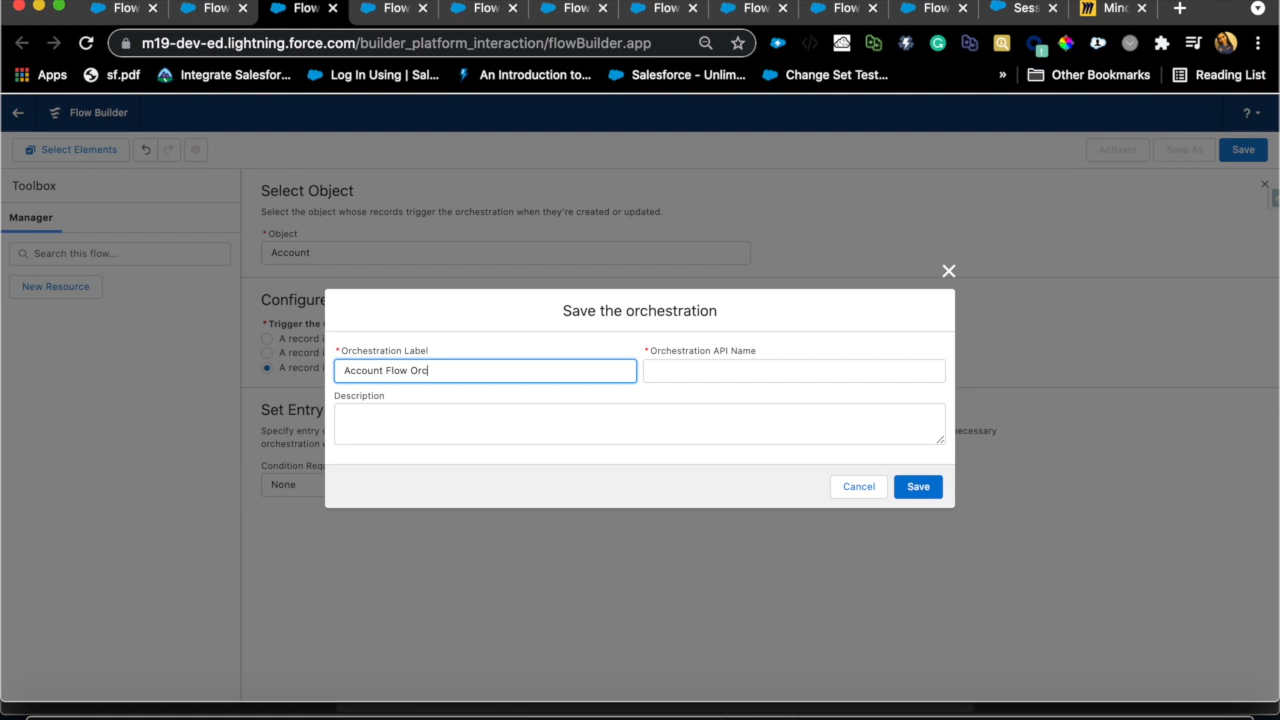 Flow
Flow
Flow
Flow
Flow
Flow
Flow
Flow
Flow
Flow
Sess
m19-dev-ed.lightning.force.com/builder_platform_interaction/flowBuilder.app
Apps
sf.pdf
Integrate Salesfor...
Log In Using | Sal...
An Introduction to...
Salesforce - Unlim...
Change Set Test...
»
Other Bookmarks
Reading List
Flow Builder
?
Select Elements
Activate
Save As
Save
Toolbox
Manager
Search this flow...
New Resource
Select Object
Select the object whose records trigger the orchestration when they're created or updated.
* Object
Account
Configure
* Trigger the
A record i
A record i
A record i
Set Entry
Specify entry
necessary
orchestration
Condition Requ
None
Save the orchestration
* Orchestration Label
* Orchestration API Name
Account Flow Orc
Description
Cancel
Save